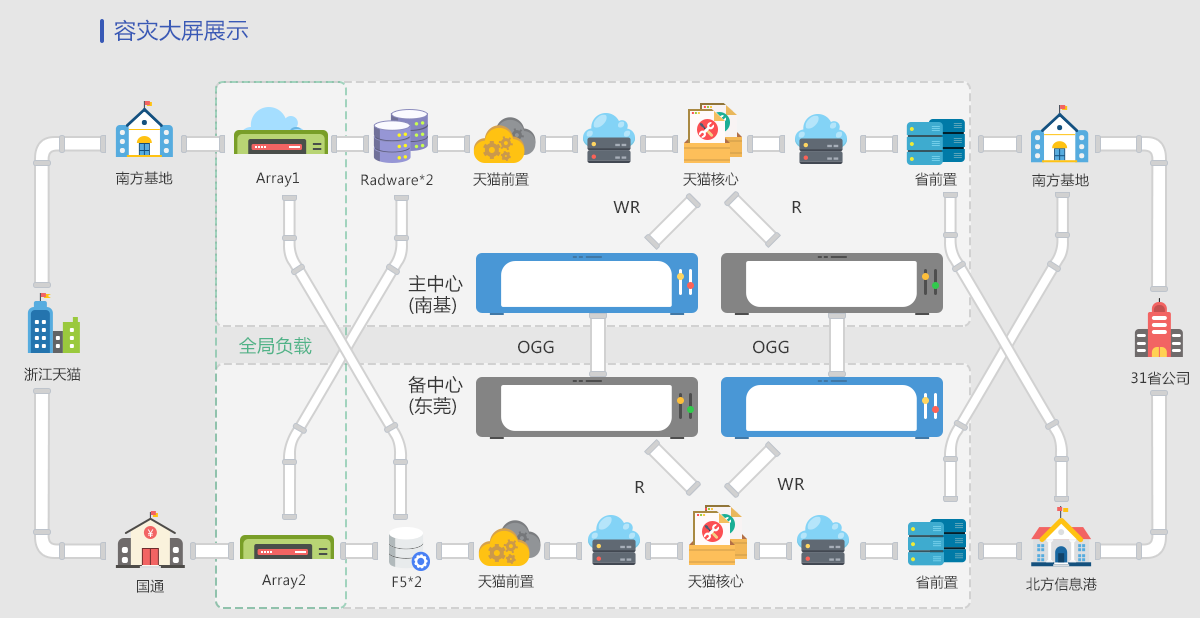 容灾大屏展示
南方基地
Array1
Radware*2
天猫前置
天猫核心
省前置
南方基地
WR
R
主中心
(南基)
全局负载
OGG
OGG
浙江天猫
31省公司
备中心
(东莞)
R
WR
¥
国通
Array2
F5*2
天猫前置
天猫核心
省前置
北方信息港